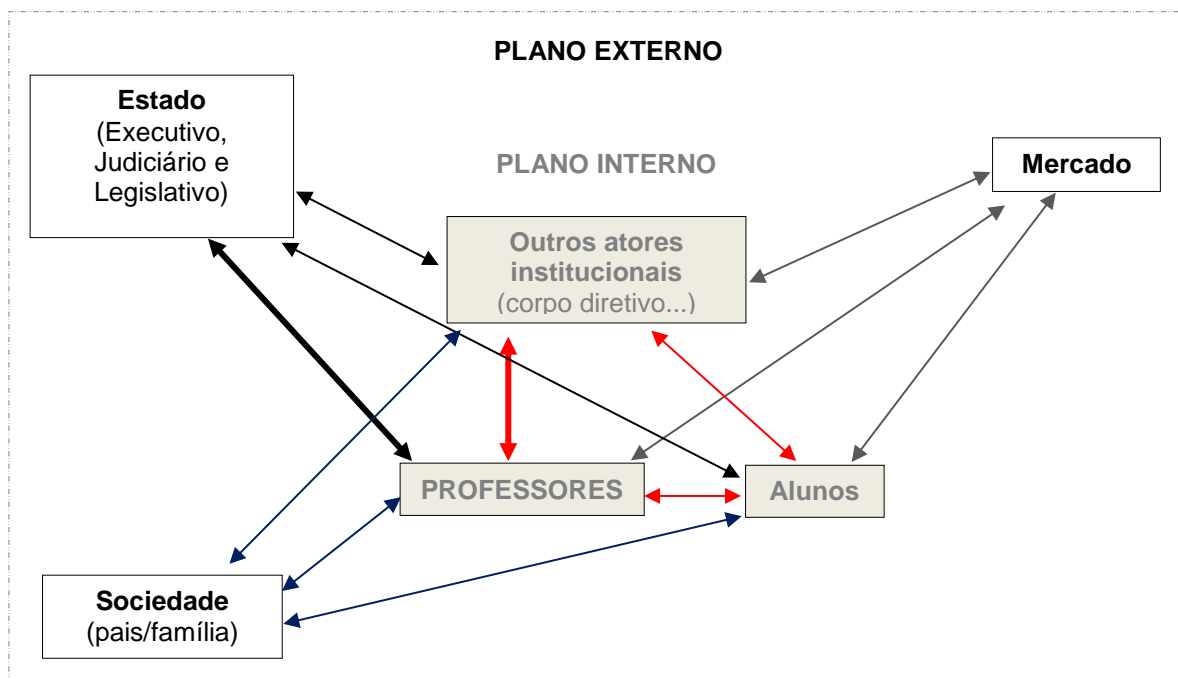 PLANO EXTERNO
Estado
(Executivo,
Judiciário e
Legislativo)
PLANO INTERNO
Mercado
Outros atores
institucionais
(corpo diretivo...)
PROFESSORES
Alunos
Sociedade
(pais/família)